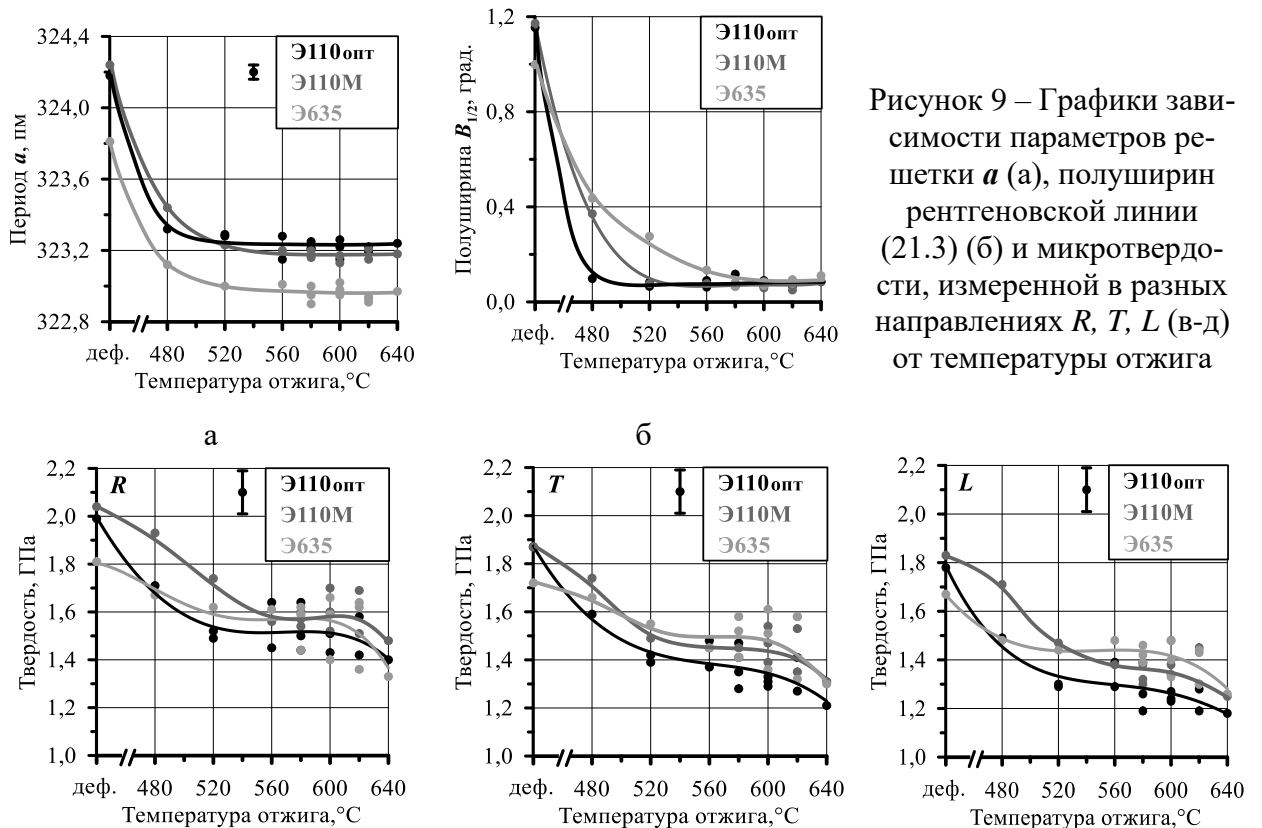 324,4
324,0
323,6
323,2
322,8
Период a, пм
Э110опт
Э110М
Э635
деф. 480 520 560 600 640
Температура отжига,°С
а
1,2
0,8
0,4
0,0
Полуширина B1/2, град.
Э110опт
Э110М
Э635
деф. 480 520 560 600 640
Температура отжига,°С
б
Рисунок 9 – Графики зави-
симости параметров ре-
шетки a (а), полуширин
рентгеновской линии
(21.3) (б) и микротвердо-
сти, измеренной в разных
направлениях R, T, L (в-д)
от температуры отжига
2,2
2,0
1,8
1,6
1,4
1,2
1,0
Твердость, ГПа
R
Э110опт
Э110М
Э635
деф. 480 520 560 600 640
Температура отжига,°С
2,2
2,0
1,8
1,6
1,4
1,2
1,0
Твердость, ГПа
T
Э110опт
Э110М
Э635
деф. 480 520 560 600 640
Температура отжига,°С
2,2
2,0
1,8
1,6
1,4
1,2
1,0
Твердость, ГПа
L
Э110опт
Э110М
Э635
деф. 480 520 560 600 640
Температура отжига,°С